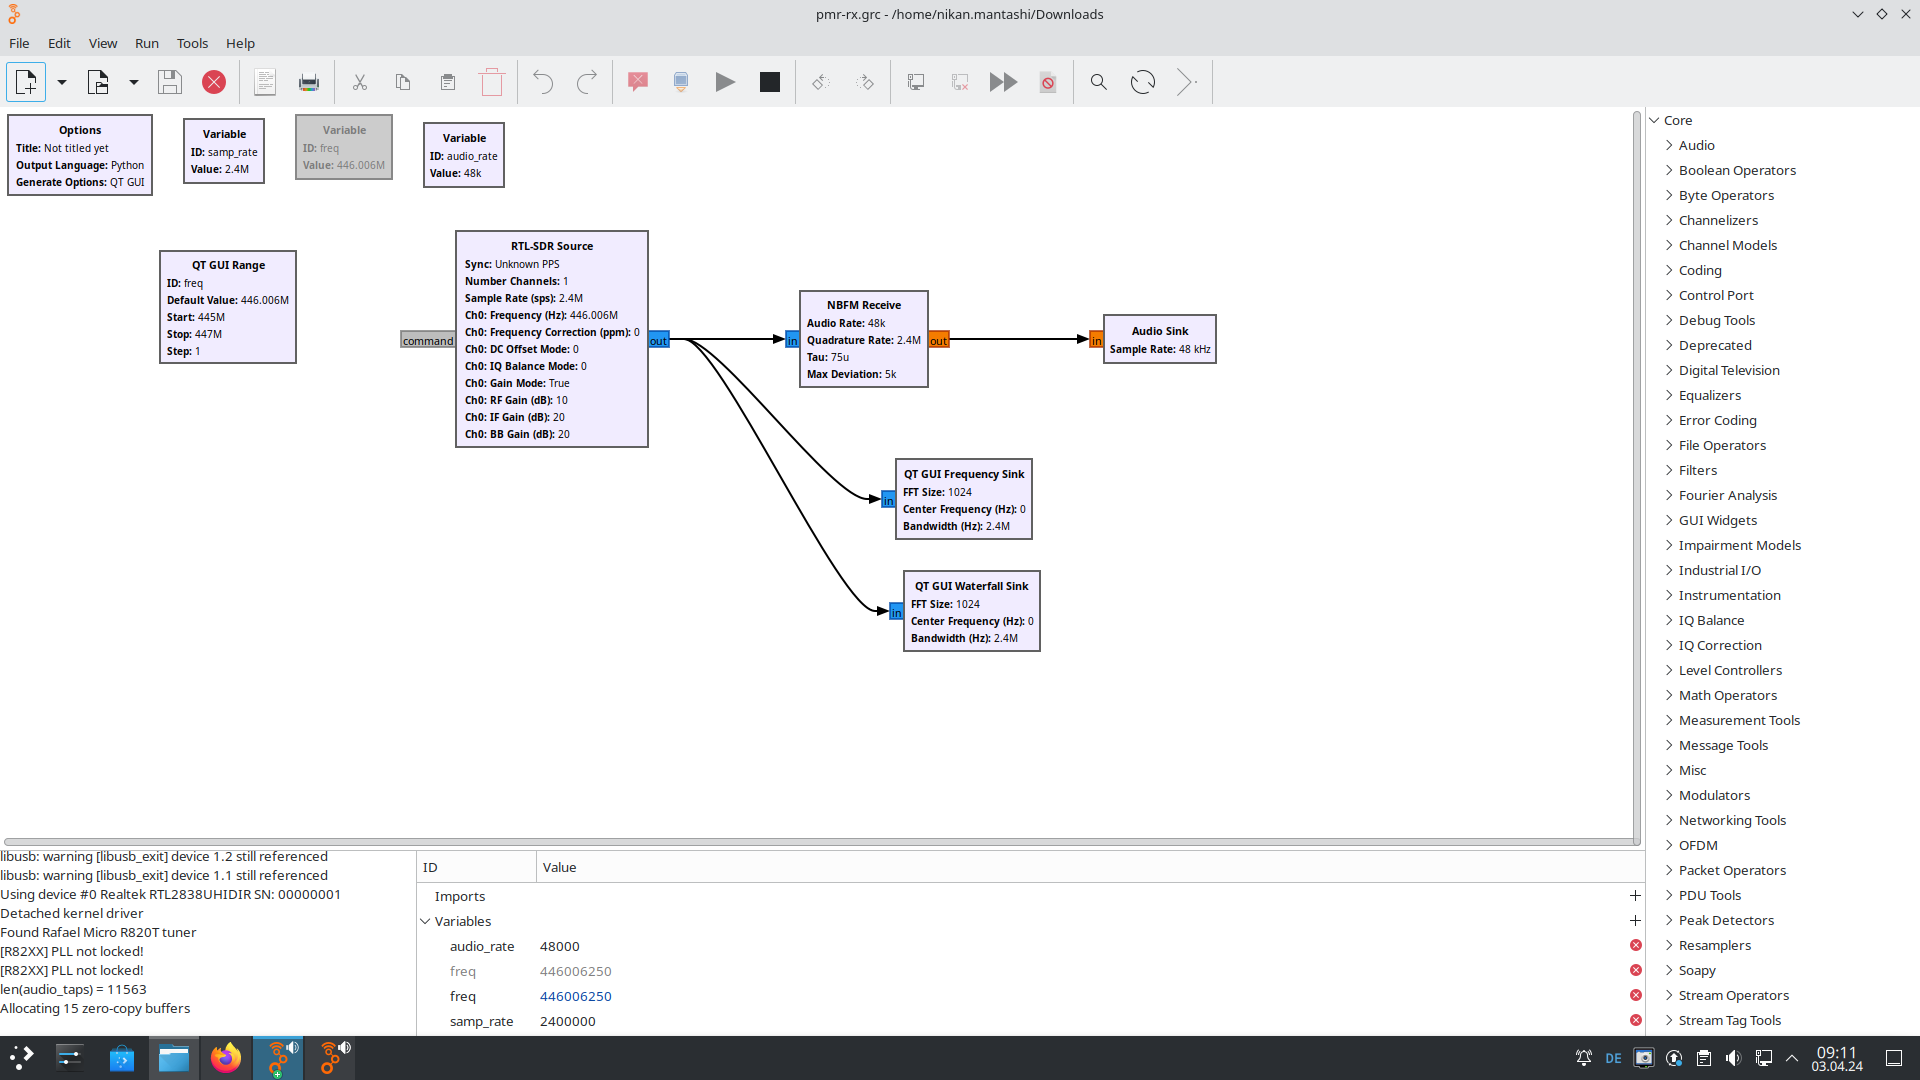 pmr-rx.grc - /home/nikan.mantashi/Downloads
File Edit View Run Tools Help
Options
Title: Not titled yet
Output Language: Python
Generate Options: QT GUI
Variable
ID: samp_rate
Value: 2.4M
Variable
ID: freq
Value: 446.006M
Variable
ID: audio_rate
Value: 48k
QT GUI Range
ID: freq
Default Value: 446.006M
Start: 445M
Stop: 447M
Step: 1
command
RTL-SDR Source
Sync: Unknown PPS
Number Channels: 1
Sample Rate (sps): 2.4M
Ch0: Frequency (Hz): 446.006M
Ch0: Frequency Correction (ppm): 0
Ch0: DC Offset Mode: 0
Ch0: IQ Balance Mode: 0
Ch0: Gain Mode: True
Ch0: RF Gain (dB): 10
Ch0: IF Gain (dB): 20
Ch0: BB Gain (dB): 20
out
in
NBFM Receive
Audio Rate: 48k
Quadrature Rate: 2.4M
Tau: 75u
Max Deviation: 5k
out
in
Audio Sink
Sample Rate: 48 kHz
in
QT GUI Frequency Sink
FFT Size: 1024
Center Frequency (Hz): 0
Bandwidth (Hz): 2.4M
in
QT GUI Waterfall Sink
FFT Size: 1024
Center Frequency (Hz): 0
Bandwidth (Hz): 2.4M
Core
Audio
Boolean Operators
Byte Operators
Channelizers
Channel Models
Coding
Control Port
Debug Tools
Deprecated
Digital Television
Equalizers
Error Coding
File Operators
Filters
Fourier Analysis
GUI Widgets
Impairment Models
Industrial I/O
Instrumentation
IQ Balance
IQ Correction
Level Controllers
Math Operators
Measurement Tools
Message Tools
Misc
Modulators
Networking Tools
OFDM
Packet Operators
PDU Tools
Peak Detectors
Resamplers
Soapy
Stream Operators
Stream Tag Tools
libusb: warning [libusb_exit] device 1.2 still referenced
libusb: warning [libusb_exit] device 1.1 still referenced
Using device #0 Realtek RTL2838UHIDIR SN: 00000001
Detached kernel driver
Found Rafael Micro R820T tuner
[R82XX] PLL not locked!
[R82XX] PLL not locked!
len(audio_taps) = 11563
Allocating 15 zero-copy buffers
ID Value
Imports
Variables
audio_rate 48000
freq 446006250
freq 446006250
samp_rate 2400000
DE
09:11
03.04.24